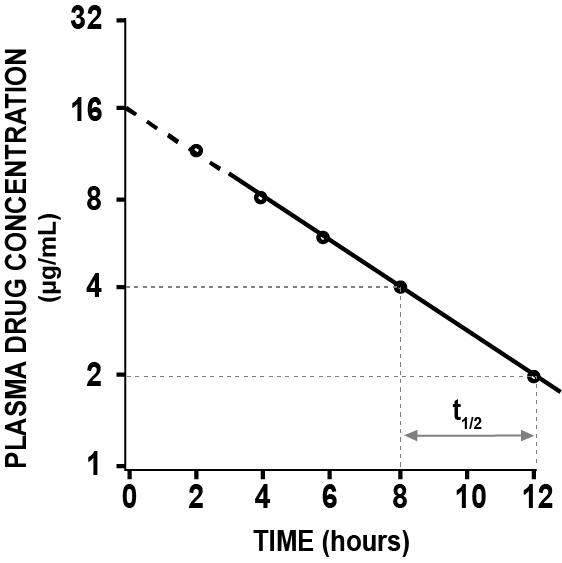 PLASMA DRUG CONCENTRATION
(µg/mL)
32
16
8
4
2
1
t1/2
0 2 4 6 8 10 12
TIME (hours)